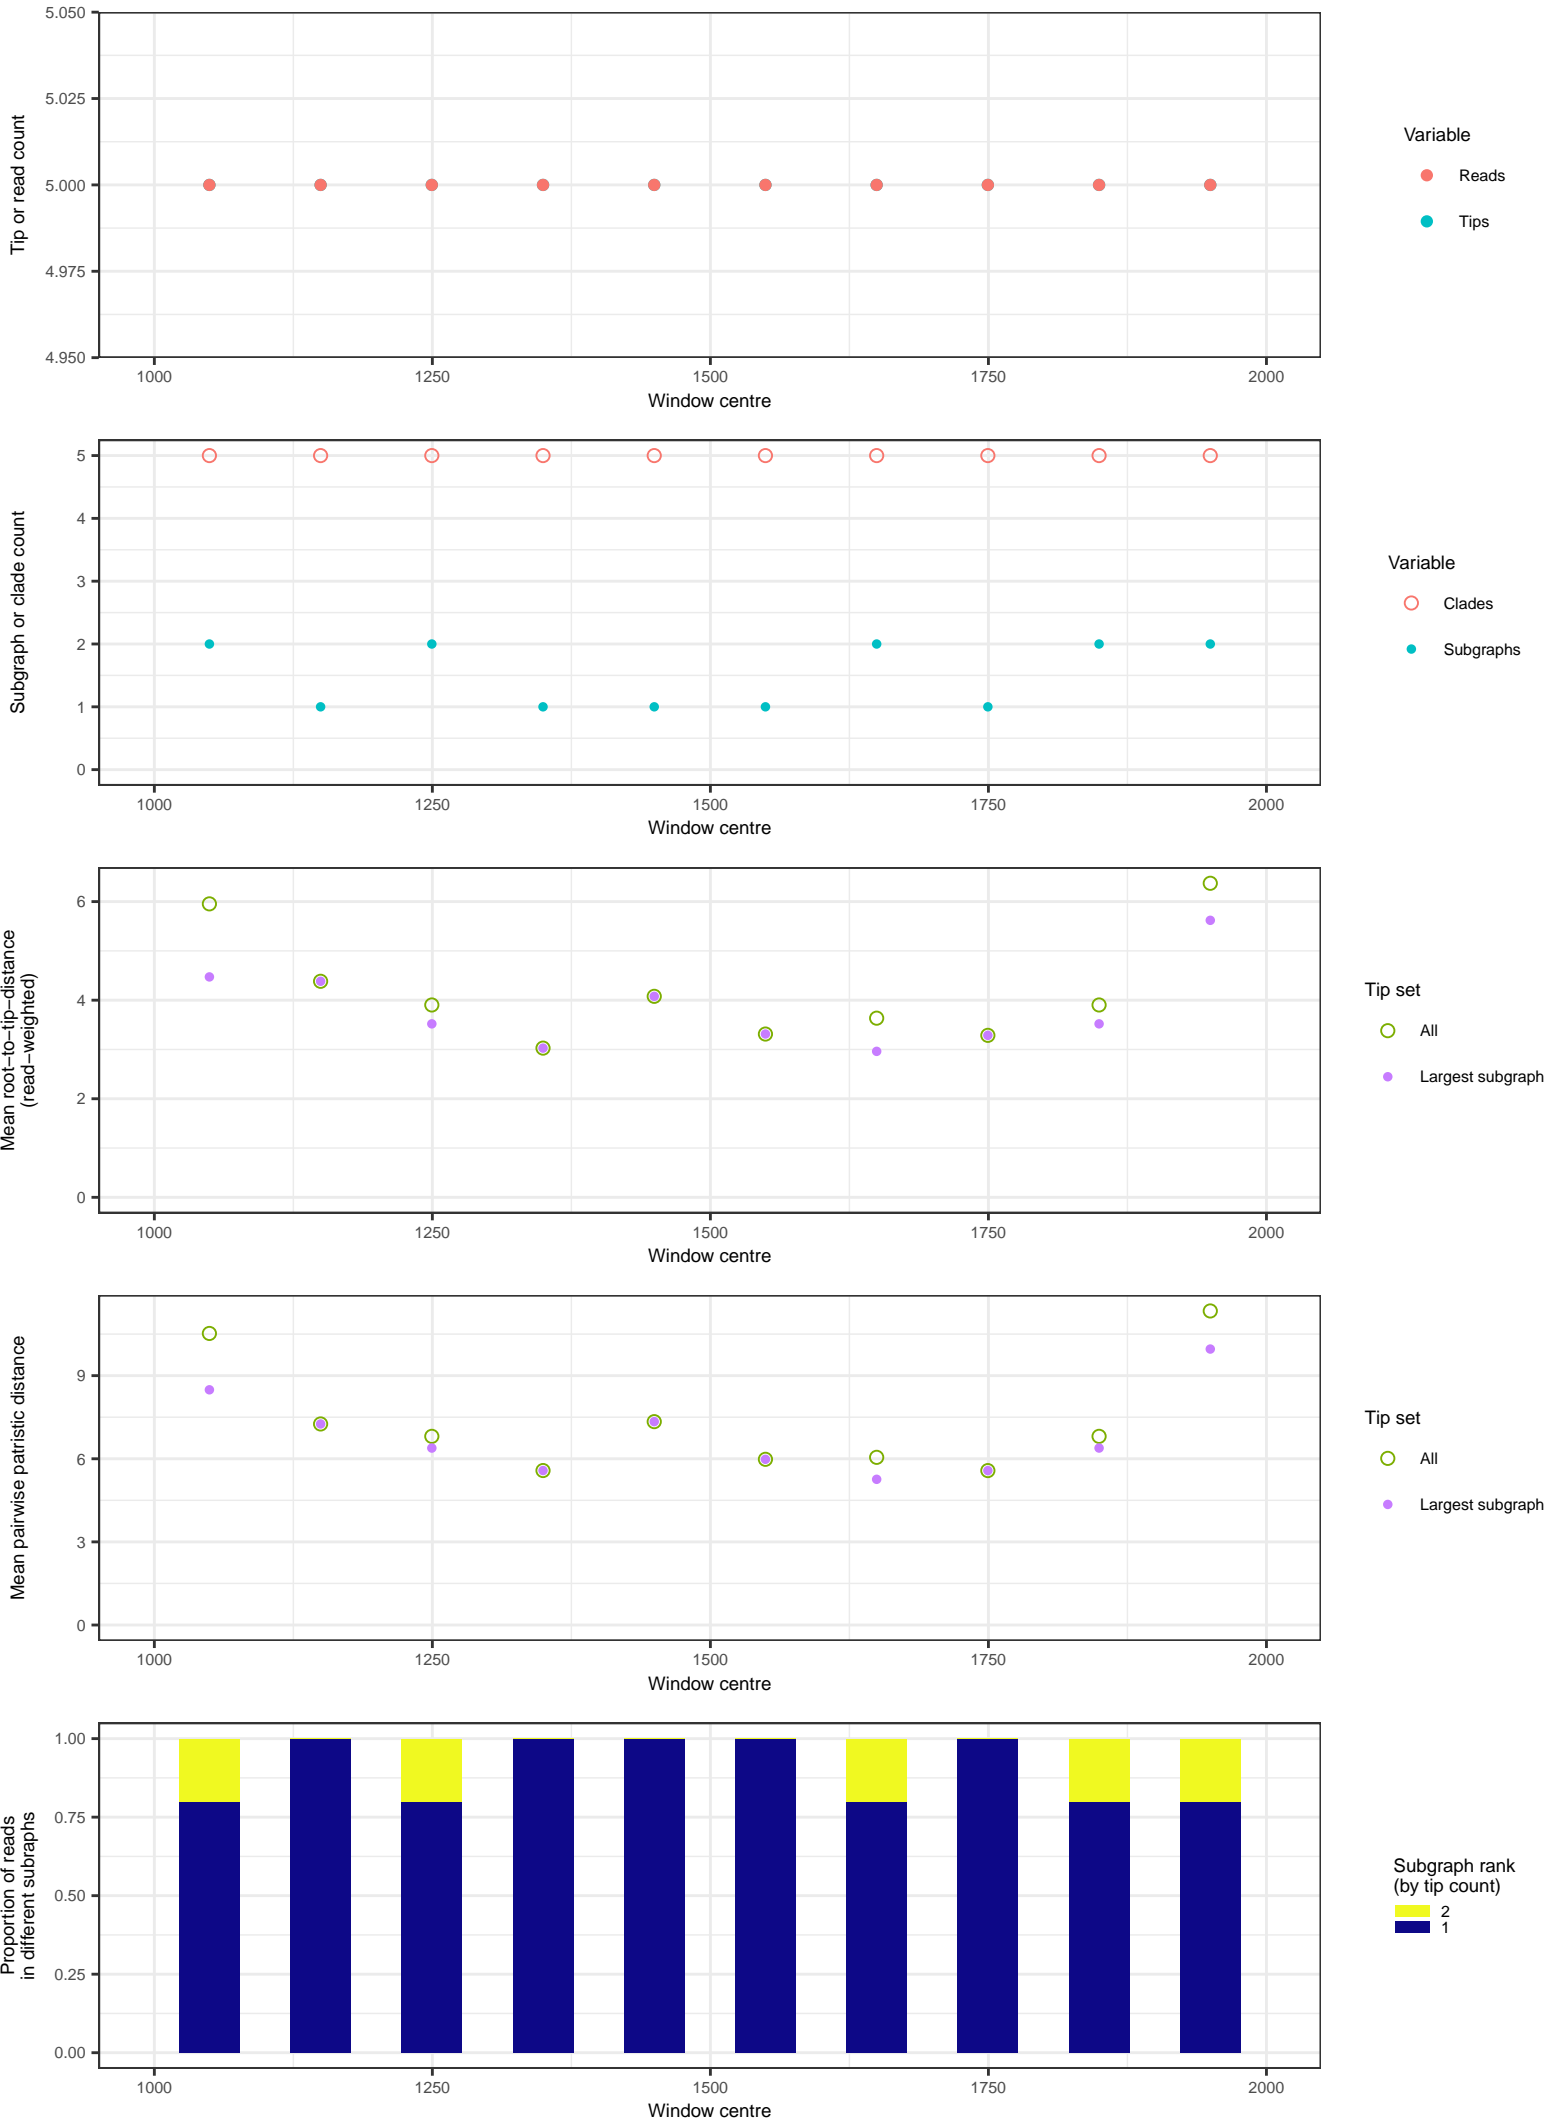 5.050
5.025
5.000
4.975
4.950
Tip or read count
1000 1250 1500 1750 2000
Window centre
Variable
Reads
Tips
5
4
3
2
1
0
Subgraph or clade count
1000 1250 1500 1750 2000
Window centre
Variable
Clades
Subgraphs
6
4
2
0
Mean root−to−tip−distance
(read−weighted)
1000 1250 1500 1750 2000
Window centre
Tip set
All
Largest subgraph
9
6
3
0
Mean pairwise patristic distance
1000 1250 1500 1750 2000
Window centre
Tip set
All
Largest subgraph
1.00
0.75
0.50
0.25
0.00
Proportion of reads
in different subraphs
1000 1250 1500 1750 2000
Window centre
Subgraph rank
(by tip count)
2
1